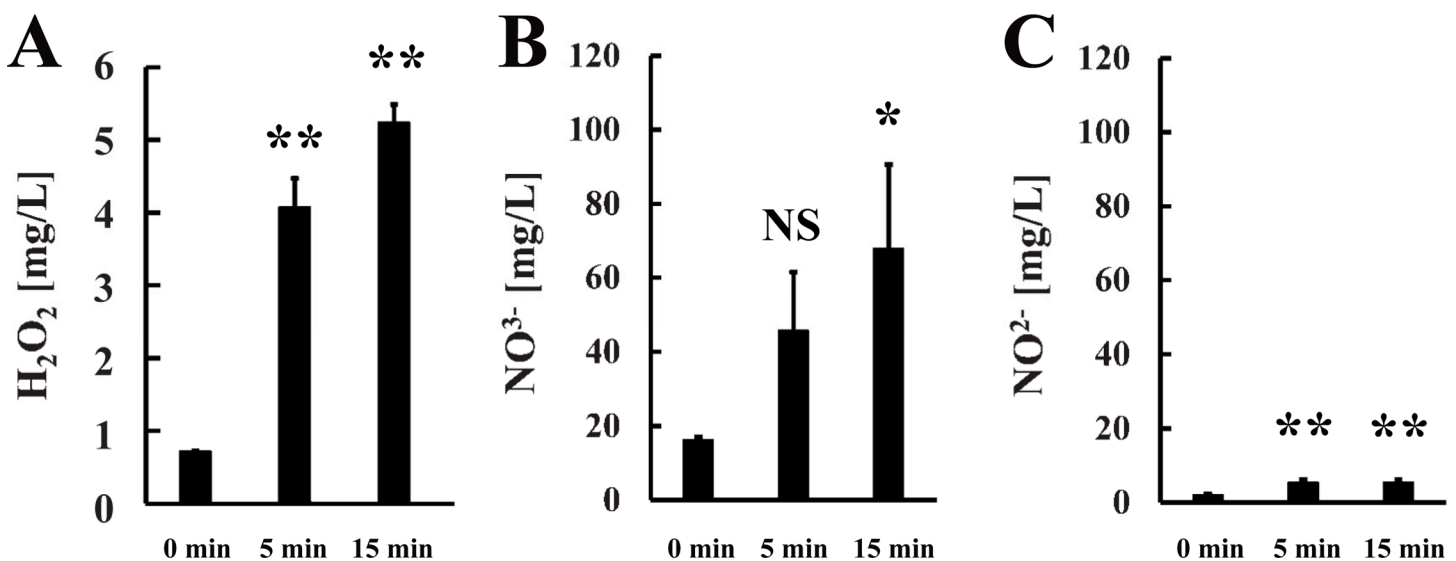 A
H₂O₂ [mg/L]
6
5
4
3
2
1
0
**
**
0 min 5 min 15 min
B
NO³⁻ [mg/L]
120
100
80
60
40
20
0
NS
*
0 min 5 min 15 min
C
NO²⁻ [mg/L]
120
100
80
60
40
20
0
** **
0 min 5 min 15 min